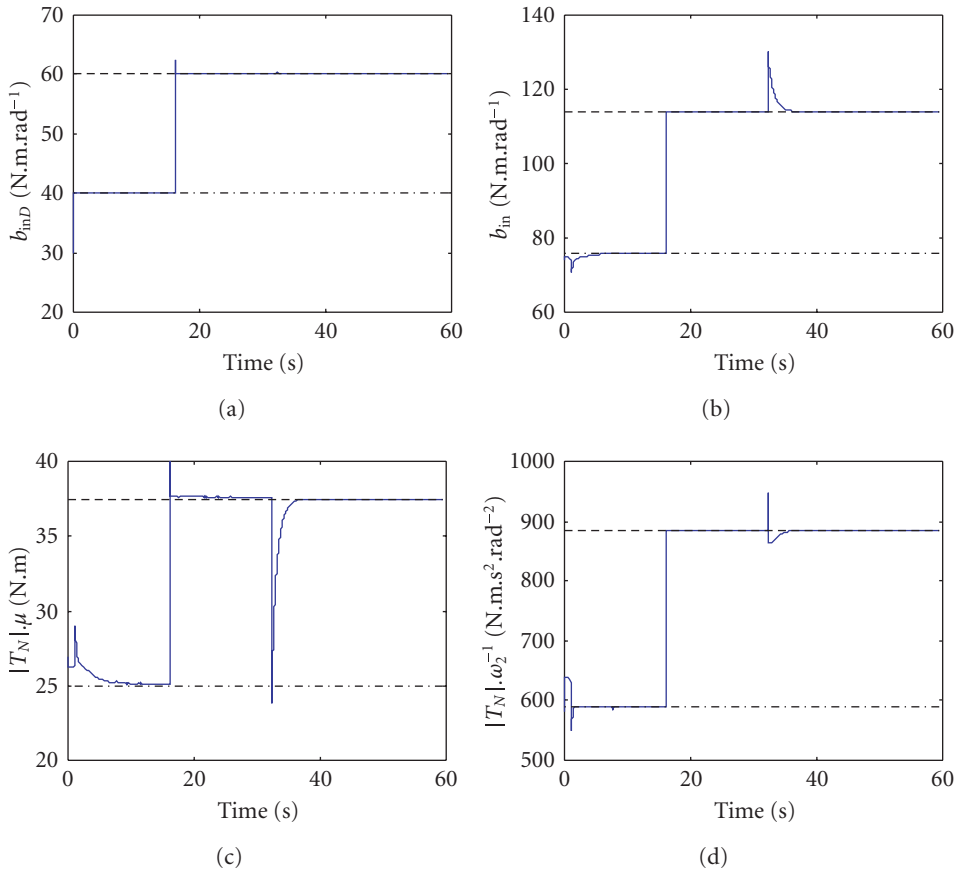 70
60
50
40
30
20
b_inD (N.m.rad⁻¹)
0 20 40 60
Time (s)
(a)
140
120
100
80
60
b_in (N.m.rad⁻¹)
0 20 40 60
Time (s)
(b)
40
35
30
25
20
|T_N|.μ (N.m)
0 20 40 60
Time (s)
(c)
1000
900
800
700
600
500
|T_N|.ω₂⁻¹ (N.m.s².rad⁻²)
0 20 40 60
Time (s)
(d)